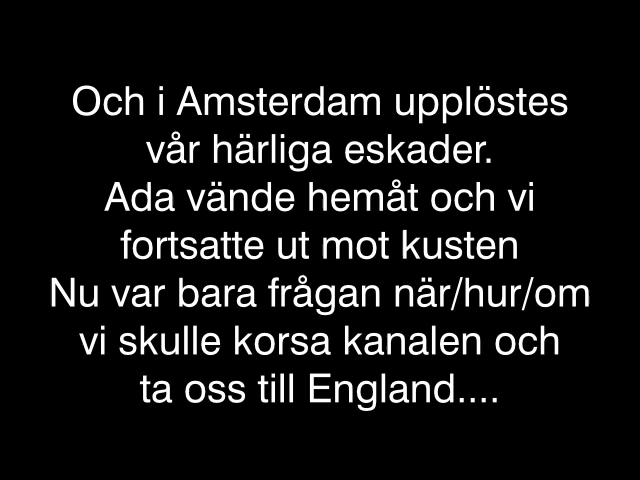 Och i Amsterdam upplöstes
vår härliga eskader.
Ada vände hemåt och vi
fortsatte ut mot kusten
Nu var bara frågan när/hur/om
vi skulle korsa kanalen och
ta oss till England....